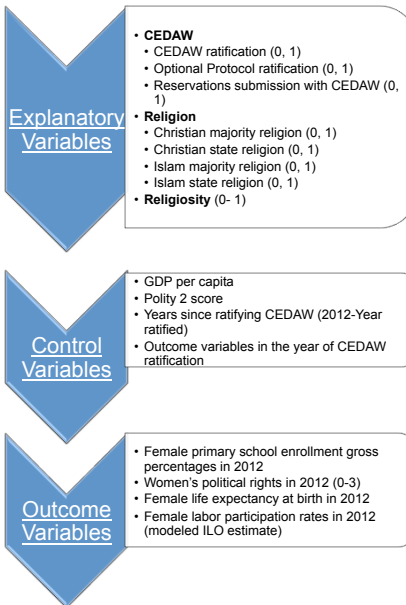 Explanatory
Variables
• CEDAW
• CEDAW ratification (0, 1)
• Optional Protocol ratification (0, 1)
• Reservations submission with CEDAW (0,
1)
• Religion
• Christian majority religion (0, 1)
• Christian state religion (0, 1)
• Islam majority religion (0, 1)
• Islam state religion (0, 1)
• Religiosity (0- 1)
Control
Variables
• GDP per capita
• Polity 2 score
• Years since ratifying CEDAW (2012-Year
ratified)
• Outcome variables in the year of CEDAW
ratification
Outcome
Variables
• Female primary school enrollment gross
percentages in 2012
• Women's political rights in 2012 (0-3)
• Female life expectancy at birth in 2012
• Female labor participation rates in 2012
(modeled ILO estimate)